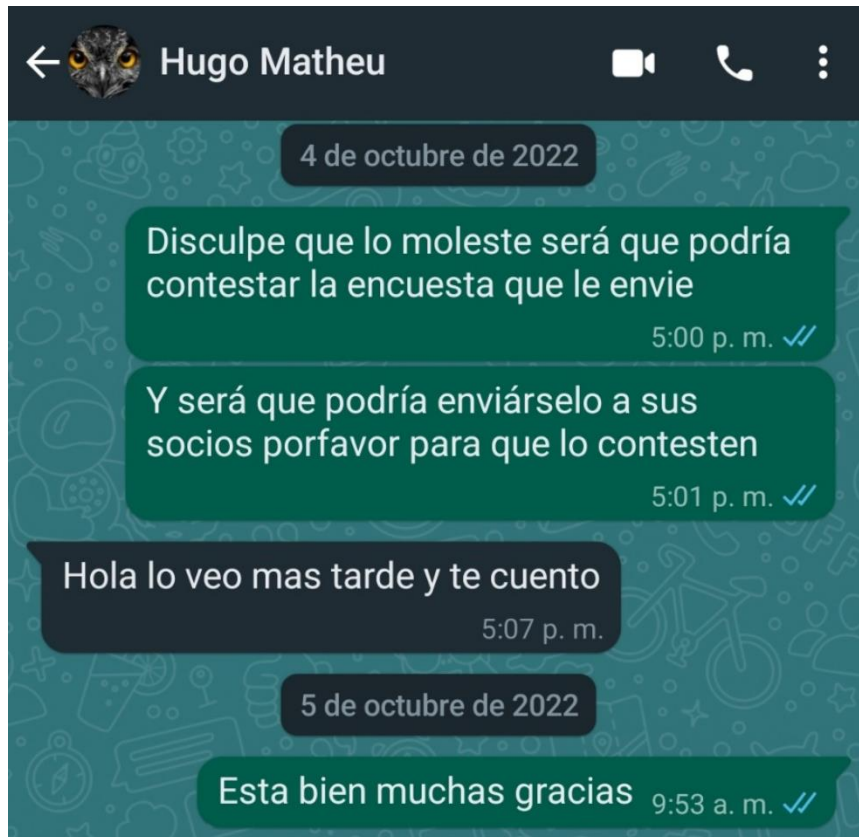 Hugo Matheu
4 de octubre de 2022
Disculpe que lo moleste será que podría
contestar la encuesta que le envie
5:00 p. m.
Y será que podría enviárselo a sus
socios porfavor para que lo contesten
5:01 p. m.
Hola lo veo mas tarde y te cuento
5:07 p. m.
5 de octubre de 2022
Esta bien muchas gracias 9:53 a. m.